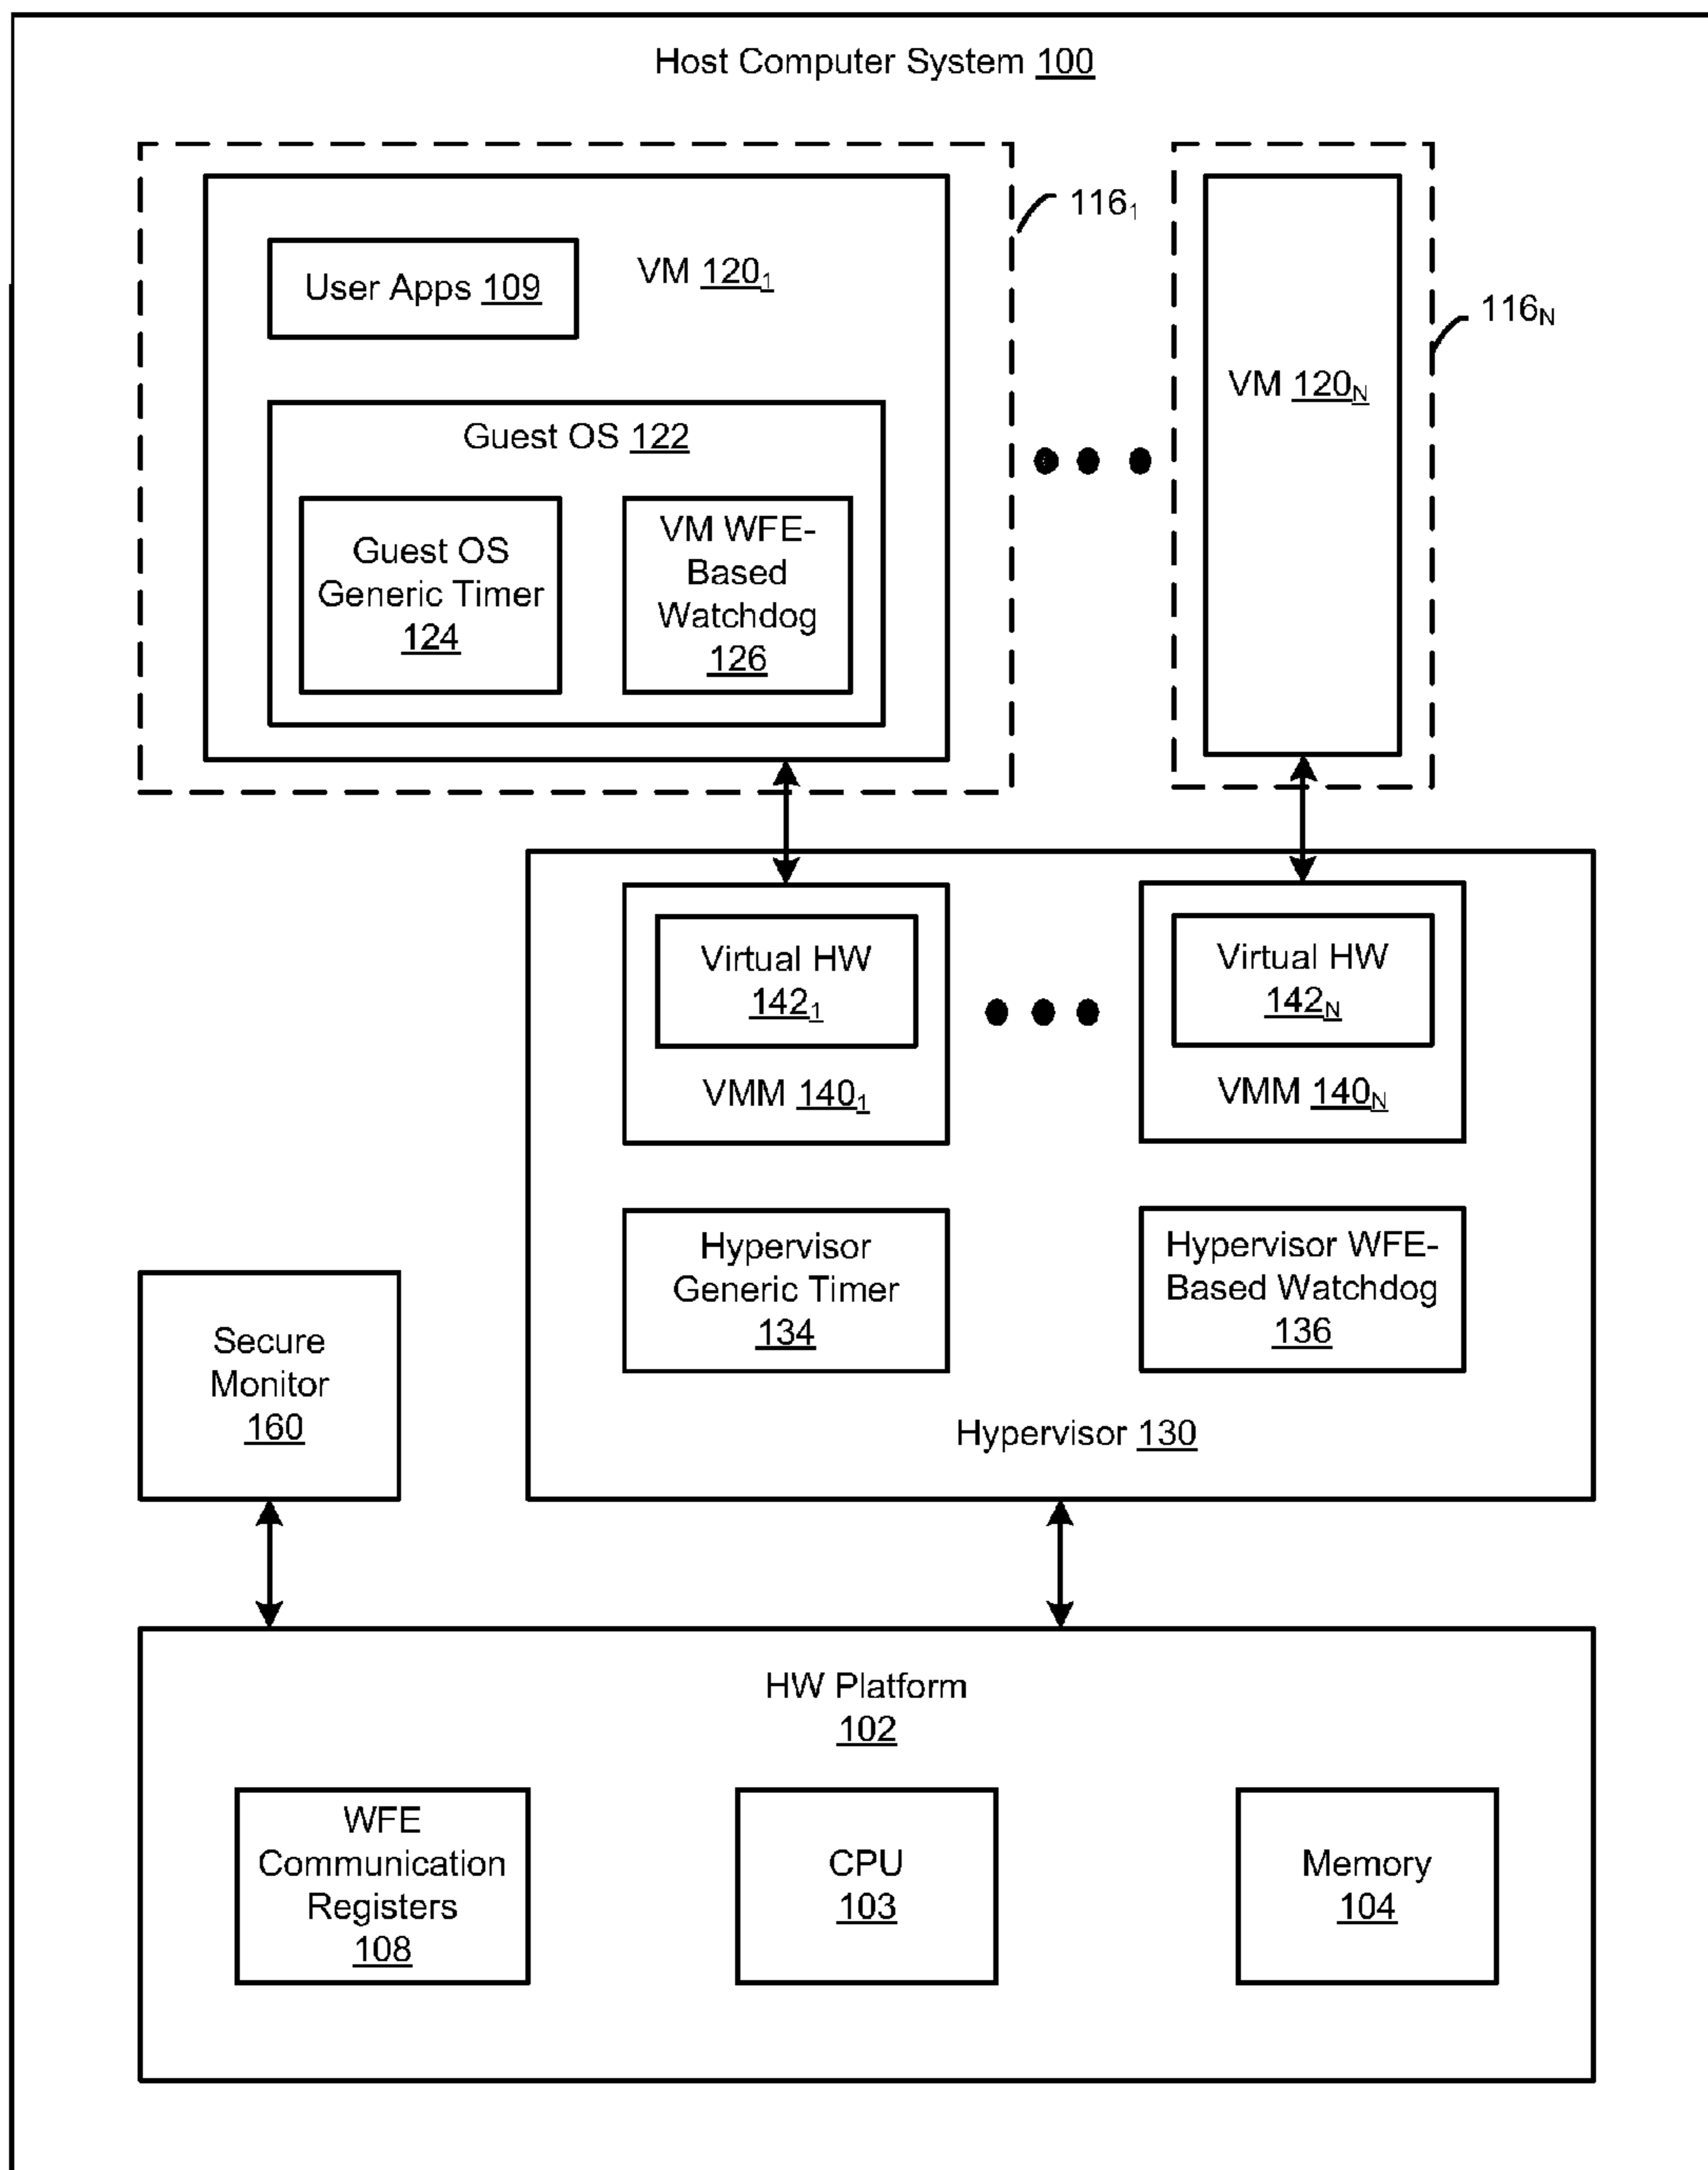 Host Computer System 100
116₁
User Apps 109
VM 120₁
116N
VM 120N
Guest OS 122
Guest OS
Generic Timer
124
VM WFE-
Based
Watchdog
126
Virtual HW
142₁
VMM 140₁
Virtual HW
142N
VMM 140N
Hypervisor
Generic Timer
134
Hypervisor WFE-
Based Watchdog
136
Hypervisor 130
Secure
Monitor
160
HW Platform
102
WFE
Communication
Registers
108
CPU
103
Memory
104